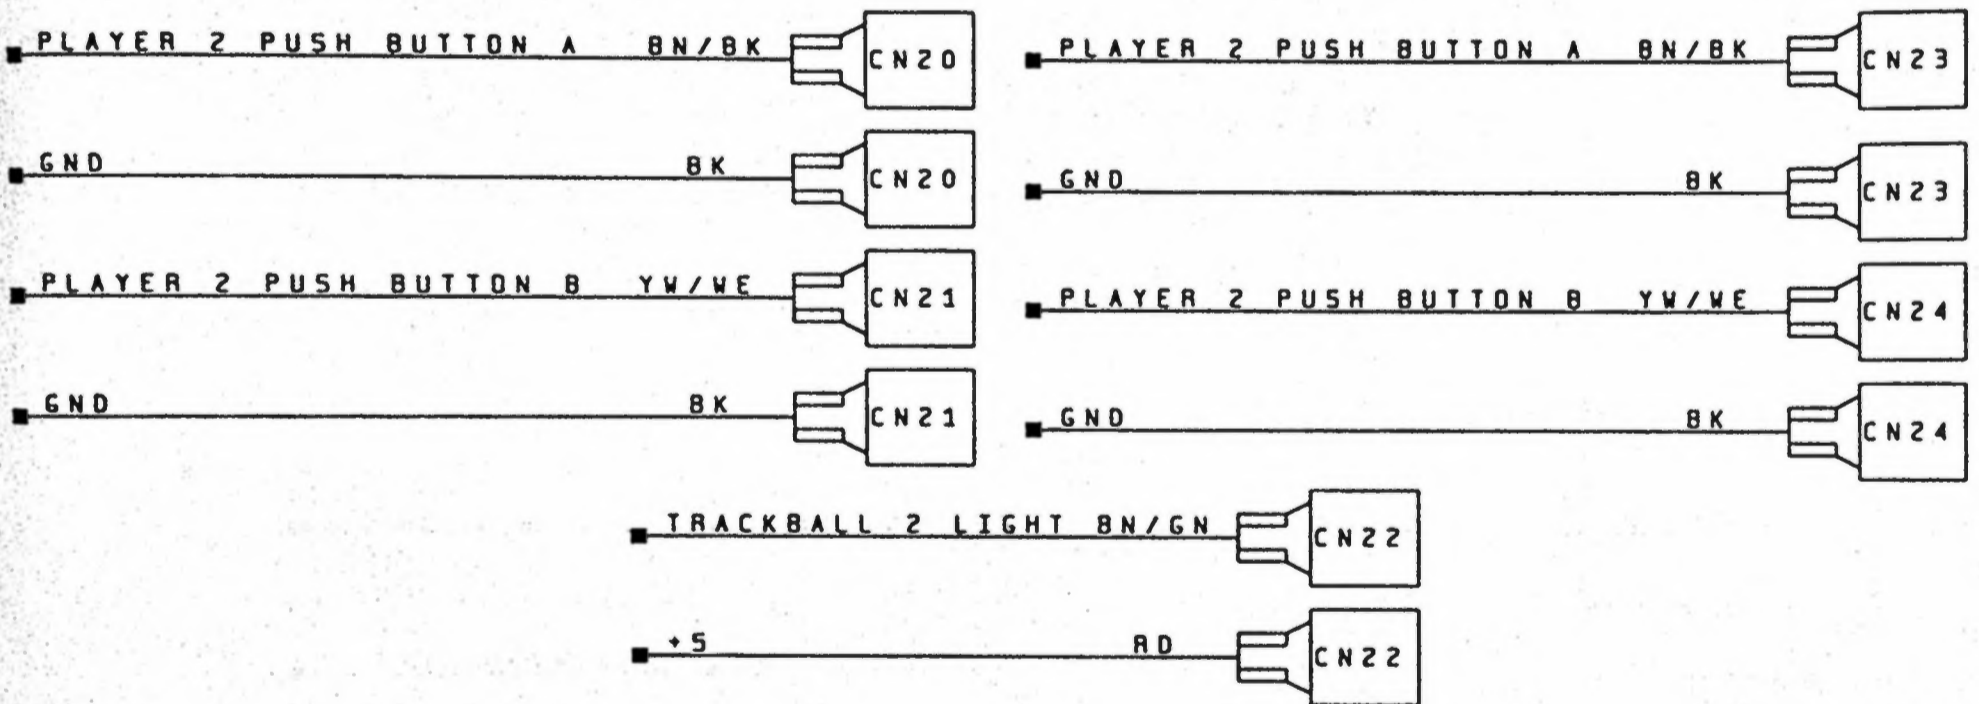 PLAYER 2 PUSH BUTTON A BN/BK CN20
GND BK CN20
PLAYER 2 PUSH BUTTON B YW/WE CN21
GND BK CN21
PLAYER 2 PUSH BUTTON A BN/BK CN23
GND BK CN23
PLAYER 2 PUSH BUTTON B YW/WE CN24
GND BK CN24
TRACKBALL 2 LIGHT BN/GN CN22
+5 RD CN22